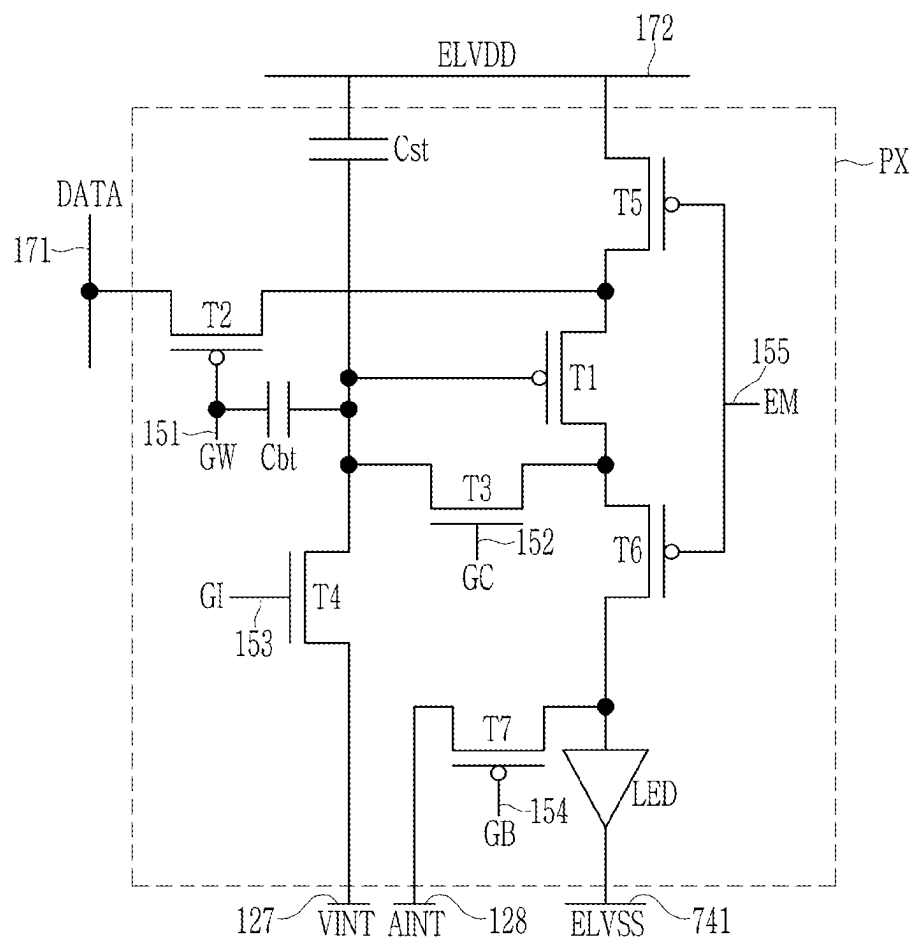 172
ELVDD
PX
Cst
DATA
T5
171
T2
T1
155
EM
151
GW
Cbt
T3
152
GC
T6
GI
T4
153
T7
LED
154
GB
127
VINT
AINT
128
ELVSS
741